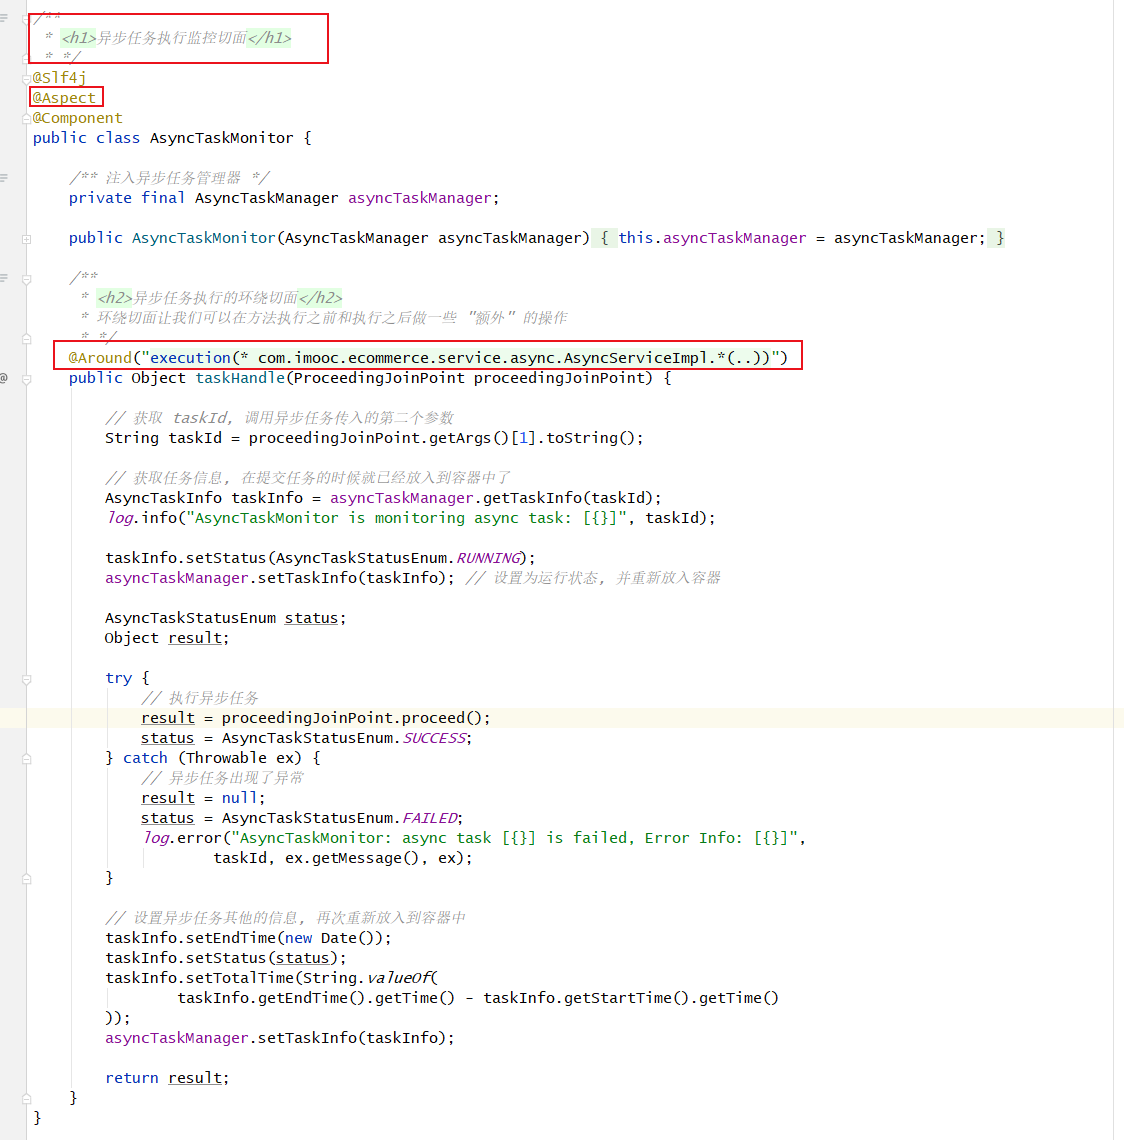 /**
 * <h1>异步任务执行监控切面</h1>
 * */
@Slf4j
@Aspect
@Component
public class AsyncTaskMonitor {
    /** 注入异步任务管理器 */
    private final AsyncTaskManager asyncTaskManager;
    public AsyncTaskMonitor(AsyncTaskManager asyncTaskManager) { this.asyncTaskManager = asyncTaskManager; }
    /**
     * <h2>异步任务执行的环绕切面</h2>
     * 环绕切面让我们可以在方法执行之前和执行之后做一些 "额外" 的操作
     * */
    @Around("execution(* com.imooc.ecommerce.service.async.AsyncServiceImpl.*(..))")
    public Object taskHandle(ProceedingJoinPoint proceedingJoinPoint) {
        // 获取 taskId, 调用异步任务传入的第二个参数
        String taskId = proceedingJoinPoint.getArgs()[1].toString();
        // 获取任务信息, 在提交任务的时候就已经放入到容器中了
        AsyncTaskInfo taskInfo = asyncTaskManager.getTaskInfo(taskId);
        log.info("AsyncTaskMonitor is monitoring async task: [{}]", taskId);
        taskInfo.setStatus(AsyncTaskStatusEnum.RUNNING);
        asyncTaskManager.setTaskInfo(taskInfo); // 设置为运行状态, 并重新放入容器
        AsyncTaskStatusEnum status;
        Object result;
        try {
            // 执行异步任务
            result = proceedingJoinPoint.proceed();
            status = AsyncTaskStatusEnum.SUCCESS;
        } catch (Throwable ex) {
            // 异步任务出现了异常
            result = null;
            status = AsyncTaskStatusEnum.FAILED;
            log.error("AsyncTaskMonitor: async task [{}] is failed, Error Info: [{}]",
                    taskId, ex.getMessage(), ex);
        }
        // 设置异步任务其他的信息, 再次重新放入到容器中
        taskInfo.setEndTime(new Date());
        taskInfo.setStatus(status);
        taskInfo.setTotalTime(String.valueOf(
                taskInfo.getEndTime().getTime() - taskInfo.getStartTime().getTime()
        ));
        asyncTaskManager.setTaskInfo(taskInfo);
        return result;
    }
}